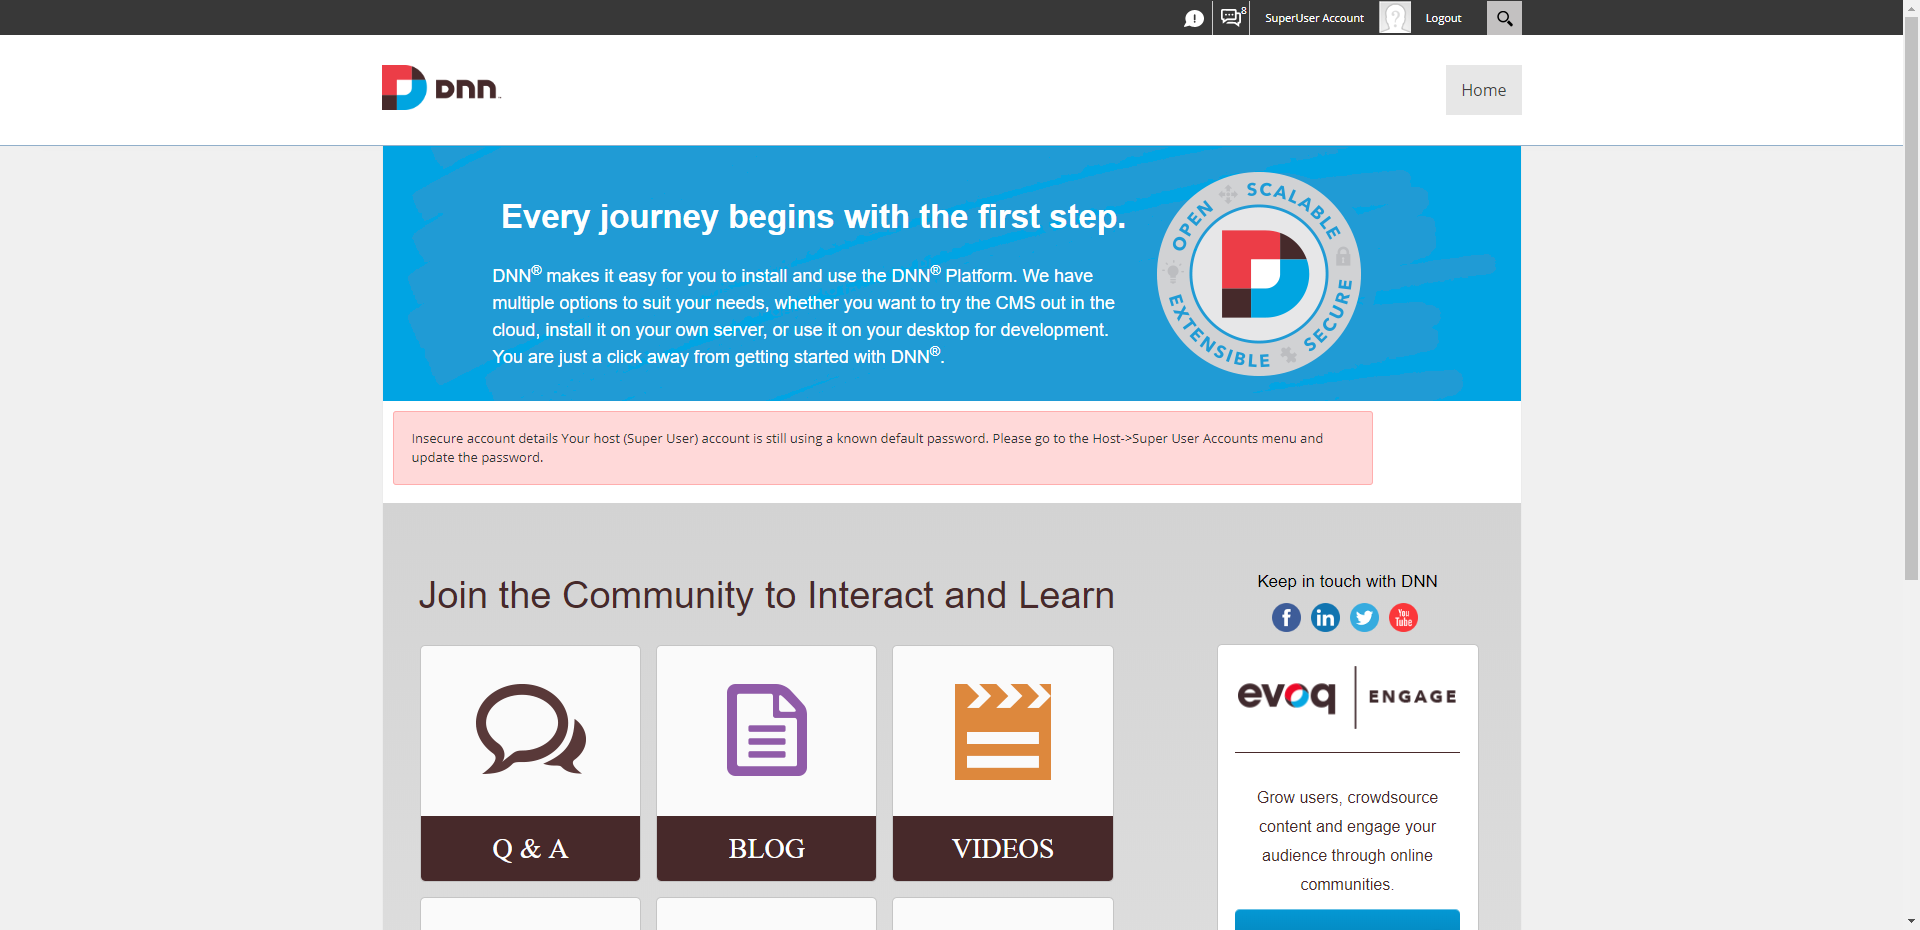 8
SuperUser Account
Logout
DNN
Home
Every journey begins with the first step.
DNN® makes it easy for you to install and use the DNN® Platform. We have
multiple options to suit your needs, whether you want to try the CMS out in the
cloud, install it on your own server, or use it on your desktop for development.
You are just a click away from getting started with DNN®.
OPEN
SCALABLE
SECURE
EXTENSIBLE
Insecure account details Your host (Super User) account is still using a known default password. Please go to the Host->Super User Accounts menu and
update the password.
Join the Community to Interact and Learn
Q & A
BLOG
VIDEOS
Keep in touch with DNN
f
in
You
Tube
evoq ENGAGE
Grow users, crowdsource
content and engage your
audience through online
communities.